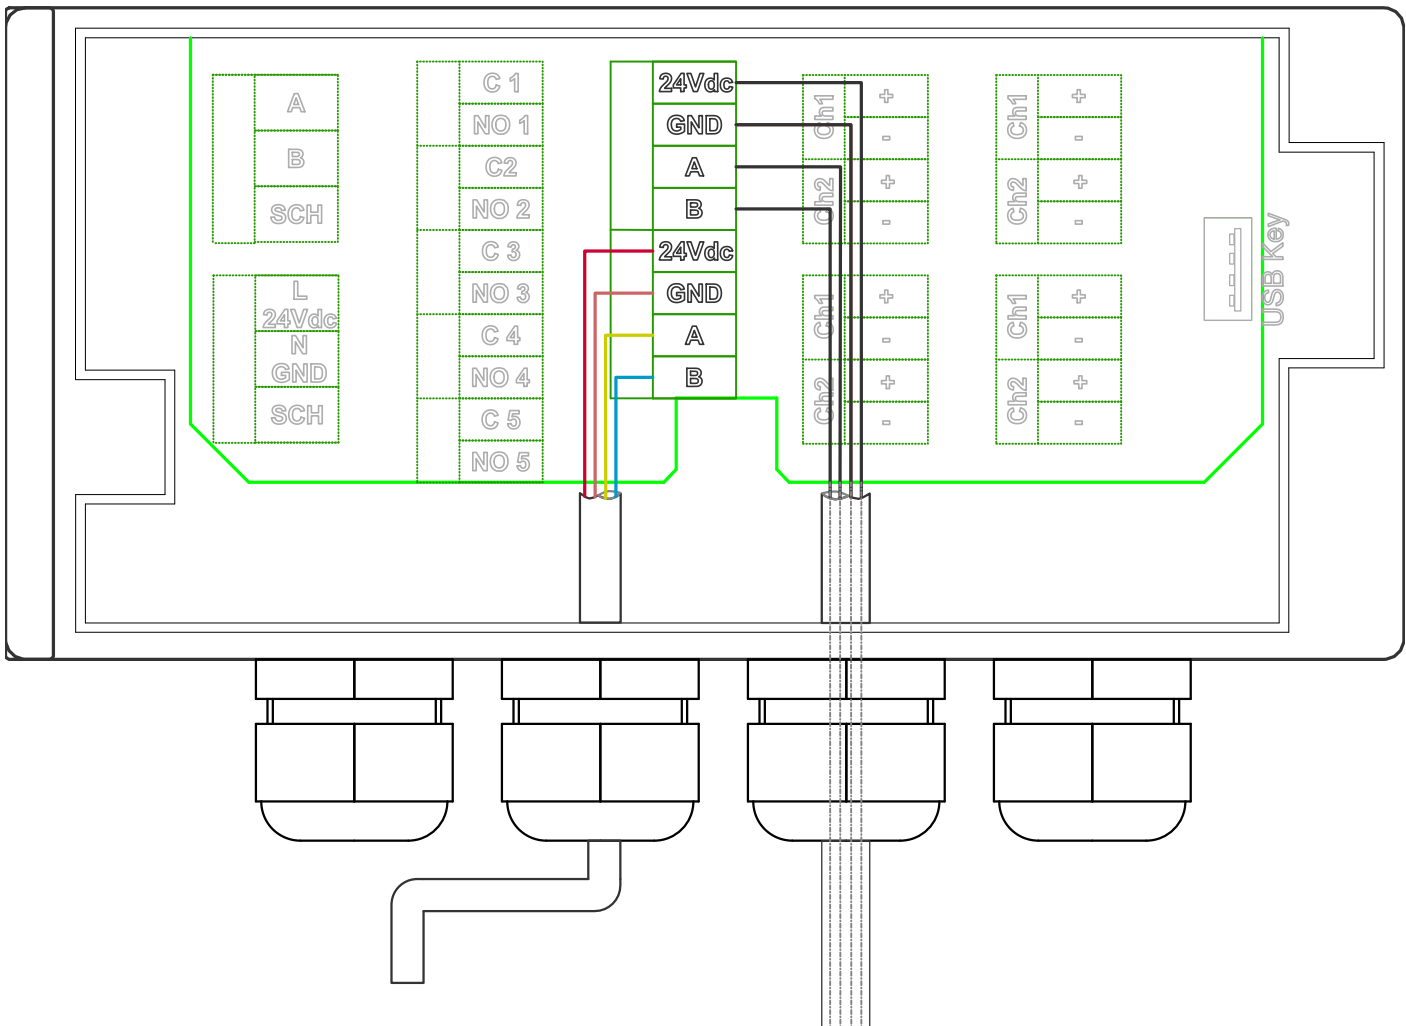 A
B
SCH
L
24Vdc
N
GND
SCH
C 1
NO 1
C2
NO 2
C 3
NO 3
C 4
NO 4
C 5
NO 5
24Vdc
GND
A
B
24Vdc
GND
A
B
Ch1
+
-
Ch2
+
-
Ch1
+
-
Ch2
+
-
Ch1
+
-
Ch2
+
-
Ch1
+
-
Ch2
+
-
USB Key